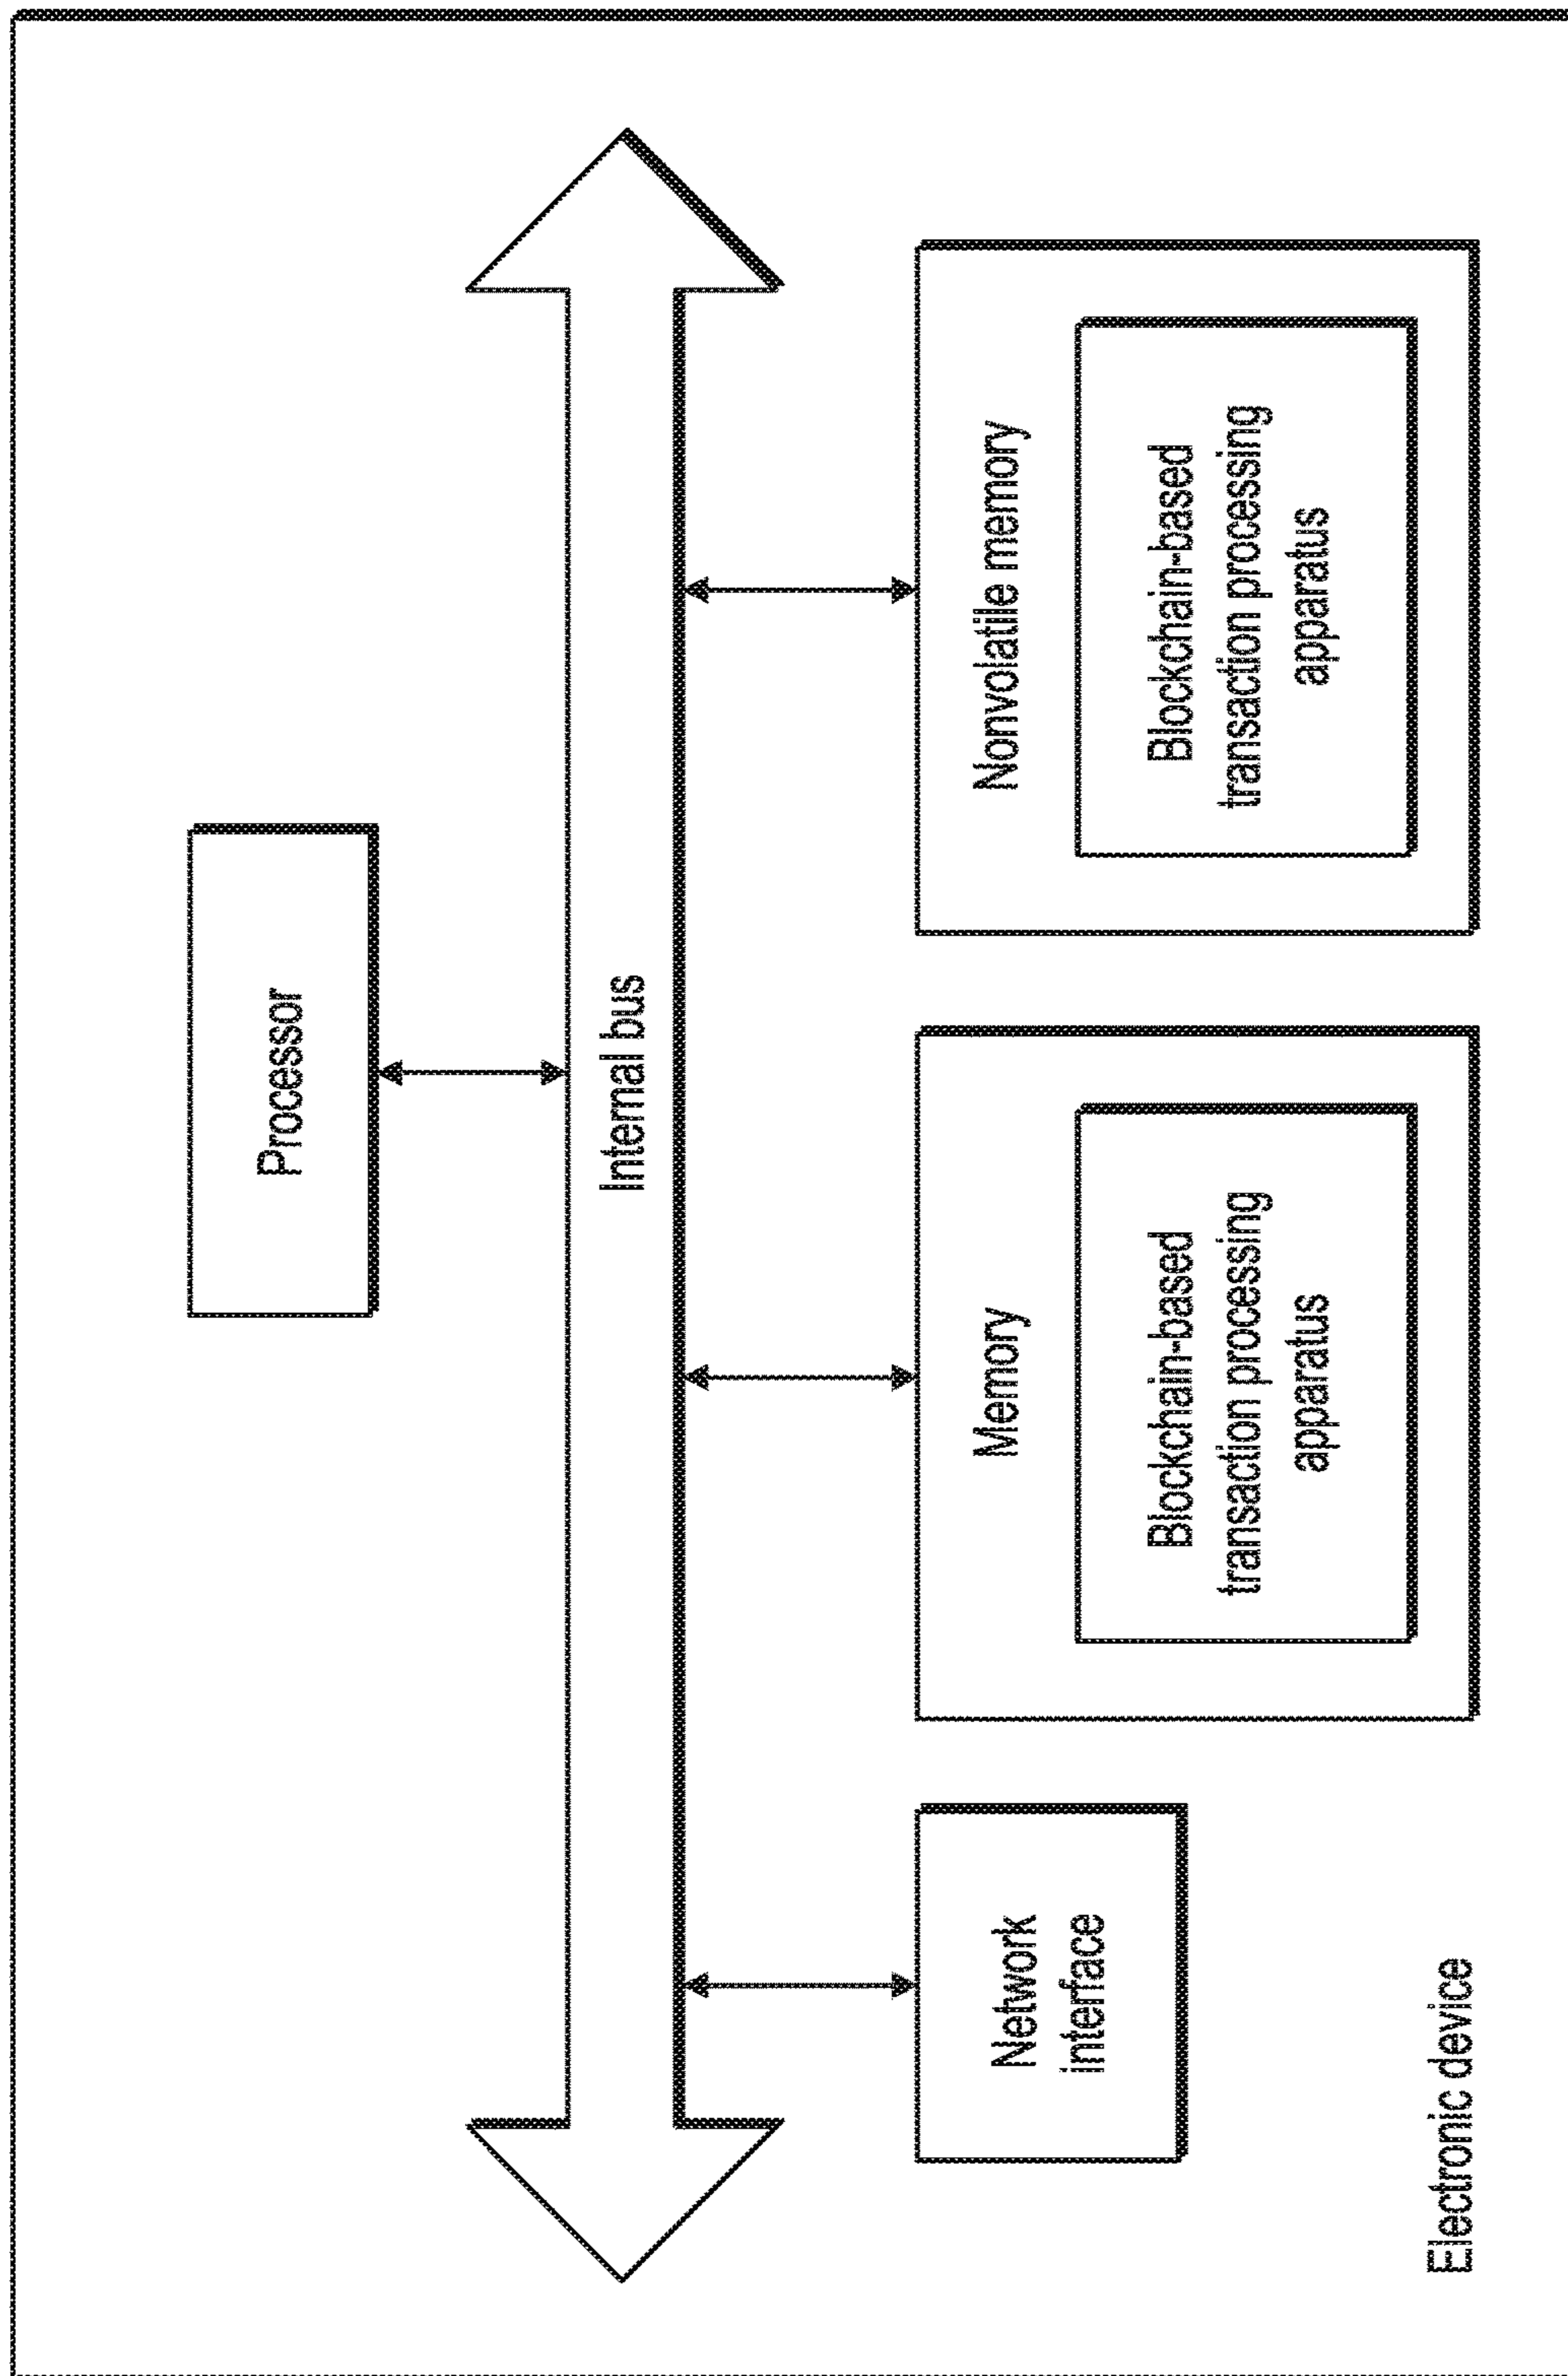 Processor
Internal bus
Network
interface
Memory
Blockchain-based
transaction processing
apparatus
Nonvolatile memory
Blockchain-based
transaction processing
apparatus
Electronic device